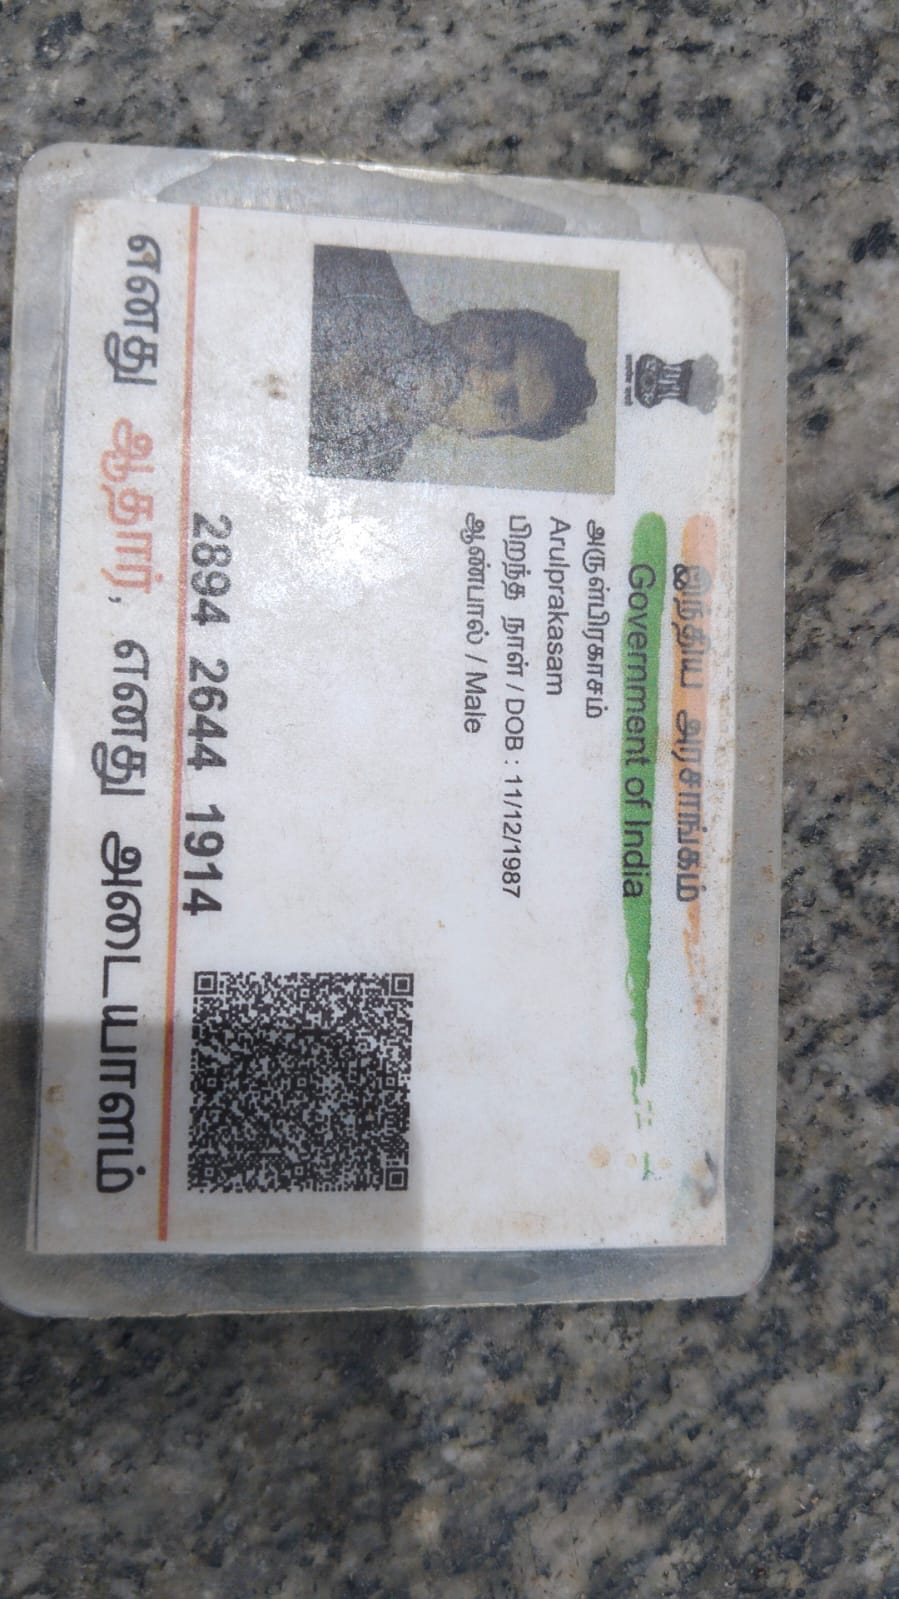 இந்திய அரசாங்கம்
Government of India
அருள்பிரகாசம்
Arulprakasam
பிறந்த நாள் / DOB : 11/12/1987
ஆண்பால் / Male
2894 2644 1914
எனது ஆதார், எனது அடையாளம்